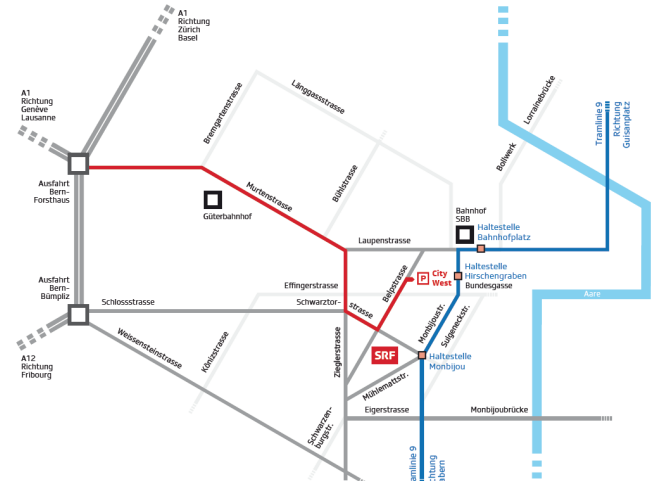 A1
Richtung
Zürich
Basel
A1
Richtung
Genève
Lausanne
Bremgartenstrasse
Länggassstrasse
Lorrainebrücke
Tramlinie 9
Richtung
Guisanplatz
Bollwerk
Bühlstrasse
Murtenstrasse
Ausfahrt
Bern-
Forsthaus
Güterbahnhof
Bahnhof
SBB
Haltestelle
Bahnhofplatz
Laupenstrasse
Haltestelle
Hirschengraben
Bundesgasse
P
City
West
Belpstrasse
Ausfahrt
Bern-
Bümpliz
Effingerstrasse
Aare
Schlossstrasse
Schwarztor-
strasse
Monbijoustr.
Sulgeneckstr.
Weissensteinstrasse
Könizstrasse
Zieglerstrasse
SRF
Haltestelle
Monbijou
A12
Richtung
Fribourg
Mühlemattstr.
Eigerstrasse
Monbijoubrücke
Schwarzen-
burgstr.